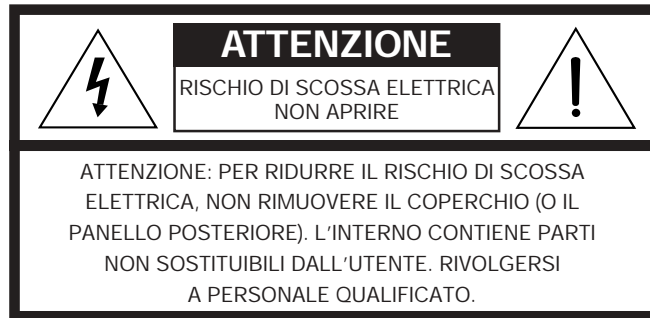 ATTENZIONE
RISCHIO DI SCOSSA ELETTRICA
NON APRIRE
ATTENZIONE: PER RIDURRE IL RISCHIO DI SCOSSA
ELETTRICA, NON RIMUOVERE IL COPERCHIO (O IL
PANELLO POSTERIORE). L'INTERNO CONTIENE PARTI
NON SOSTITUIBILI DALL'UTENTE. RIVOLGERSI
A PERSONALE QUALIFICATO.